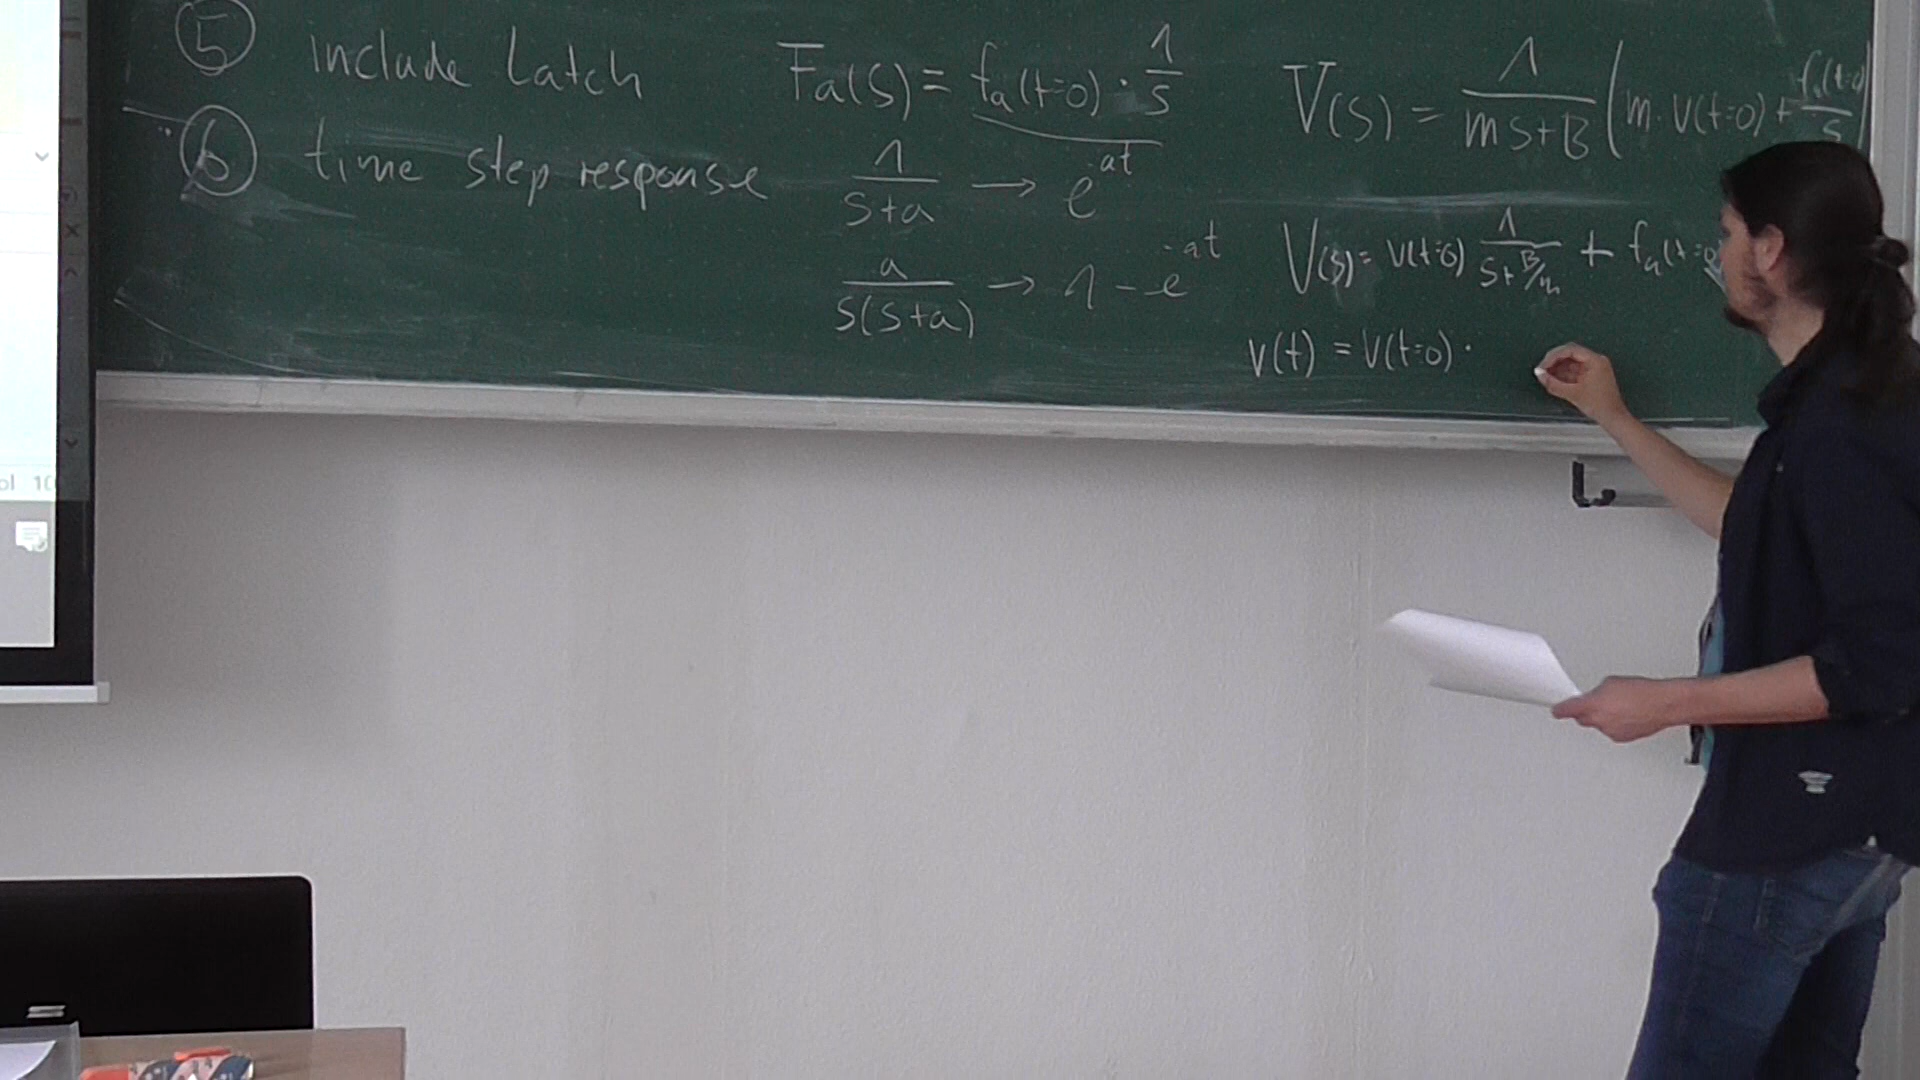 ⑤ include Latch
Fa(s) = fa(t=0) · 1/s
⑥ time step response
1/(s+a) → e^-at
a/(s(s+a)) → 1 - e^-at
V(s) = 1/(ms+B) (m · v(t=0) + fa(t=0)/s)
V(s) = v(t=0) 1/(s+B/m) + fa(t=0
v(t) = v(t=0) ·